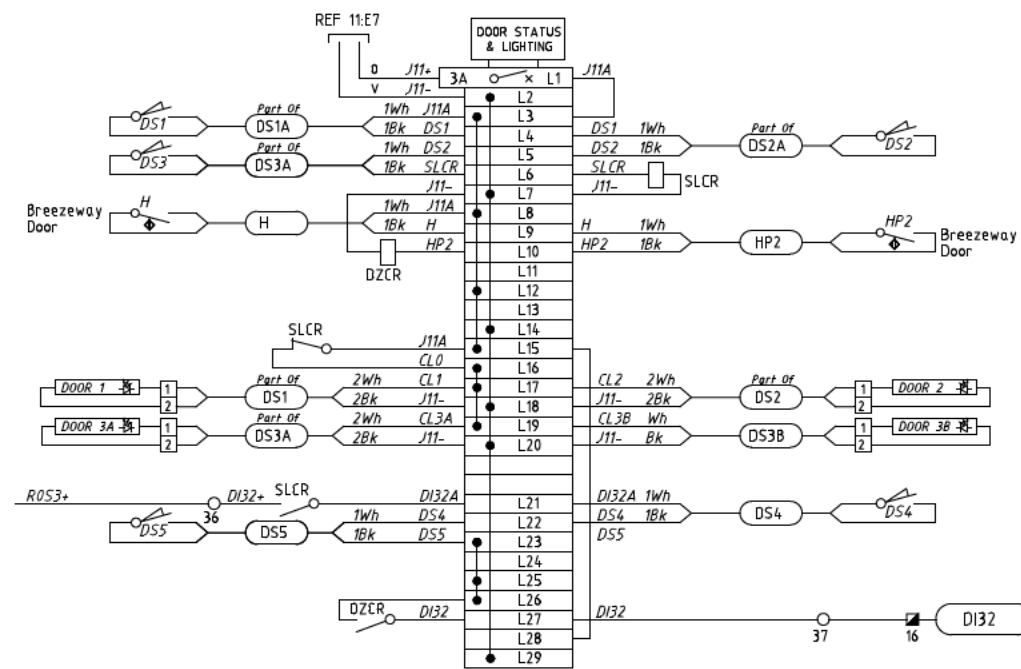 REF 11:E7
DOOR STATUS
& LIGHTING
0 J11+ 3A L1 J11A
V J11- L2
DS1 Part Of DS1A 1Wh J11A L3
1Bk DS1 L4 DS1 1Wh Part Of DS2A DS2
DS3 Part Of DS3A 1Wh DS2 L5 DS2 1Bk
1Bk SLCR L6 SLCR SLCR
J11- L7 J11-
Breezeway
Door
H H 1Wh J11A L8
1Bk H L9 H 1Wh HP2 HP2
Breezeway
Door
HP2 L10 HP2 1Bk
DZCR
L11
L12
L13
L14
SLCR J11A L15
CL0 L16
DOOR 1 1 Part Of DS1 2Wh CL1 L17 CL2 2Wh Part Of DS2 1 DOOR 2
2 2Bk J11- L18 J11- 2Bk 2
DOOR 3A 1 Part Of DS3A 2Wh CL3A L19 CL3B Wh DS3B 1 DOOR 3B
2 2Bk J11- L20 J11- Bk 2
R0S3+ 36 DI32+ SLCR DI32A L21 DI32A 1Wh DS4 DS4
DS5 DS5 1Wh DS4 L22 DS4 1Bk
1Bk DS5 L23 DS5
L24
L25
L26
DZCR DI32 L27 DI32 37 16 DI32
L28
L29